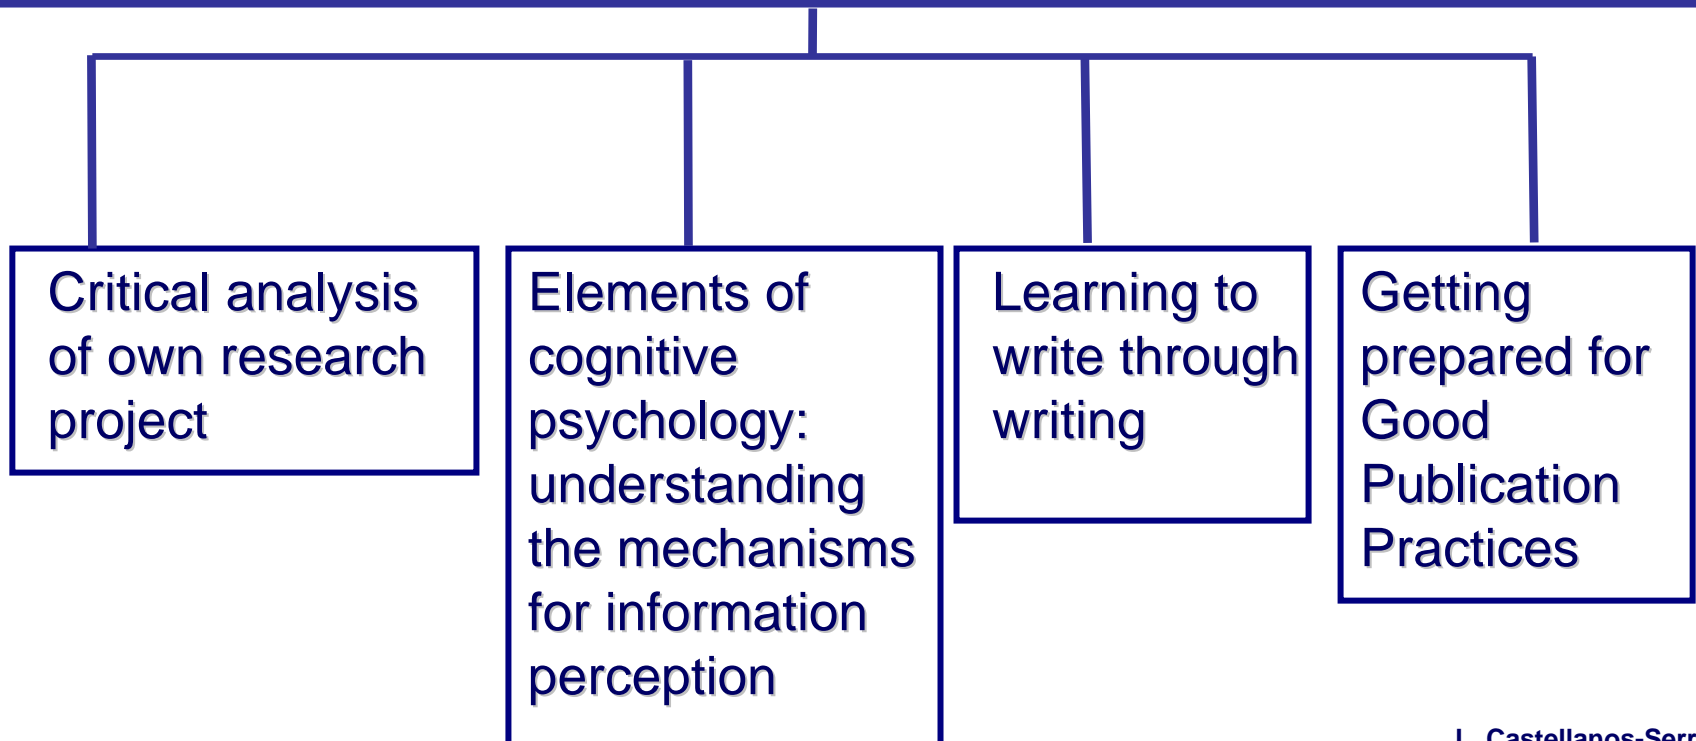 Critical analysis
of own research
project
Elements of
cognitive
psychology:
understanding
the mechanisms
for information
perception
Learning to
write through
writing
Getting
prepared for
Good
Publication
Practices